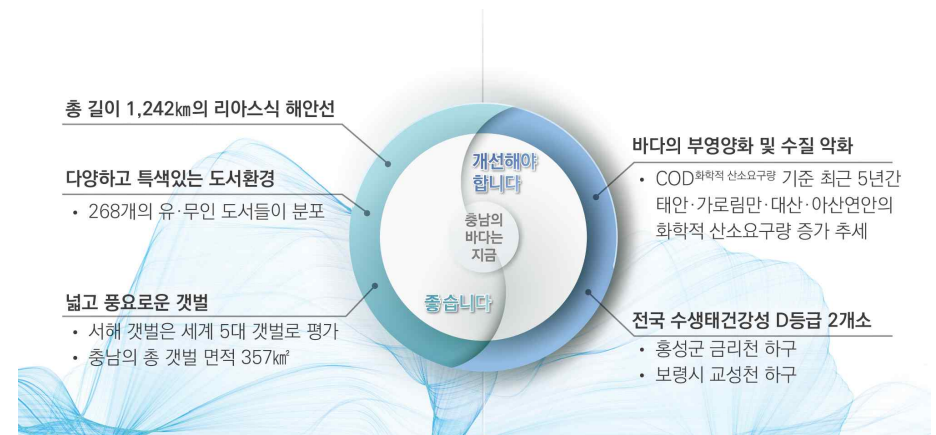 총 길이 1,242㎞의 리아스식 해안선
다양하고 특색있는 도서환경
• 268개의 유·무인 도서들이 분포
넓고 풍요로운 갯벌
• 서해 갯벌은 세계 5대 갯벌로 평가
• 충남의 총 갯벌 면적 357㎢
개선해야
합니다
충남의
바다는
지금
좋습니다
바다의 부영양화 및 수질 악화
• COD화학적 산소요구량 기준 최근 5년간
태안·가로림만·대산·아산연안의
화학적 산소요구량 증가 추세
전국 수생태건강성 D등급 2개소
• 홍성군 금리천 하구
• 보령시 교성천 하구